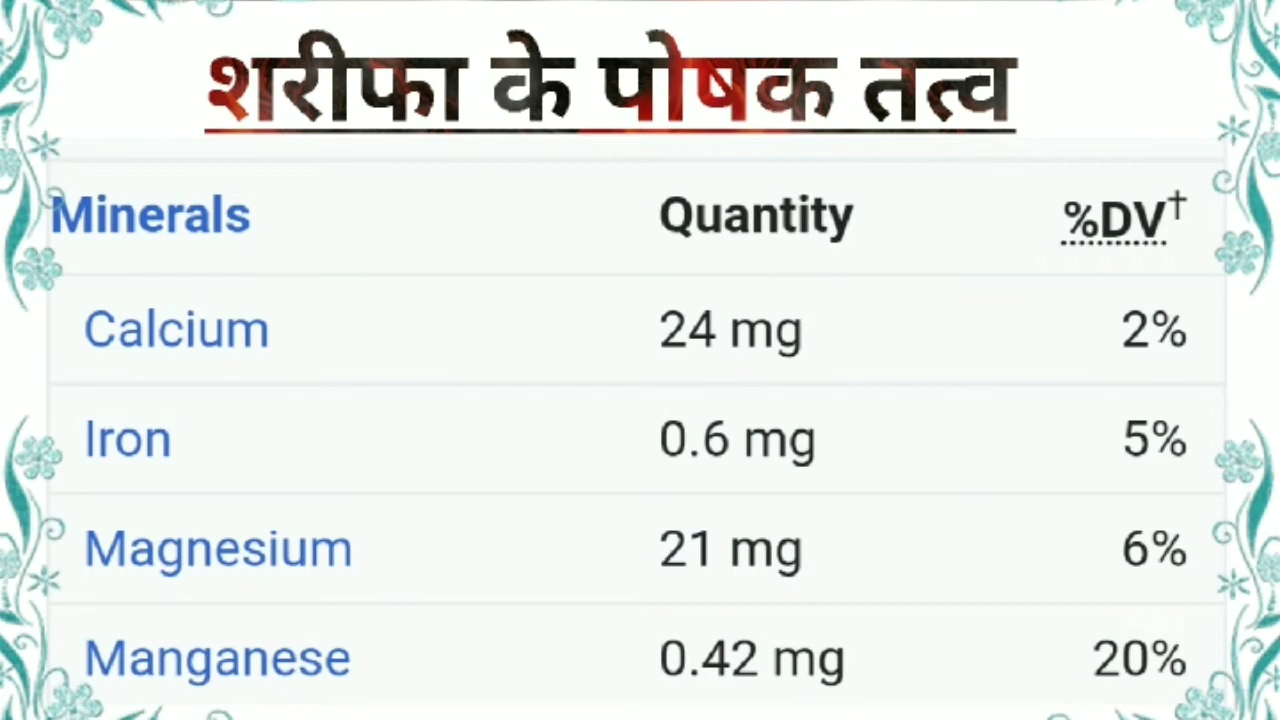 शरीफा के पोषक तत्व
Minerals Quantity %DV†
Calcium 24 mg 2%
Iron 0.6 mg 5%
Magnesium 21 mg 6%
Manganese 0.42 mg 20%